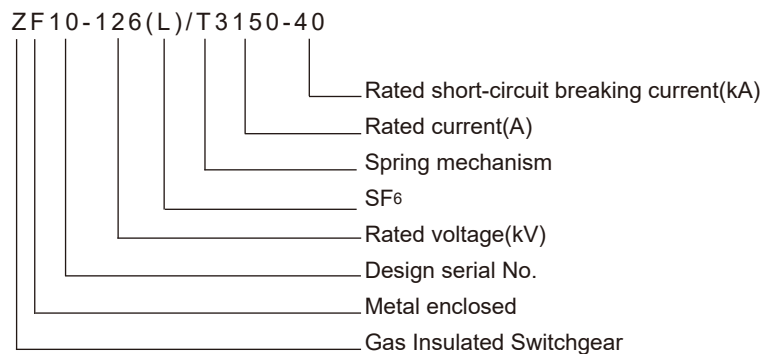 ZF10-126(L)/T3150-40
Rated short-circuit breaking current(kA)
Rated current(A)
Spring mechanism
SF6
Rated voltage(kV)
Design serial No.
Metal enclosed
Gas Insulated Switchgear